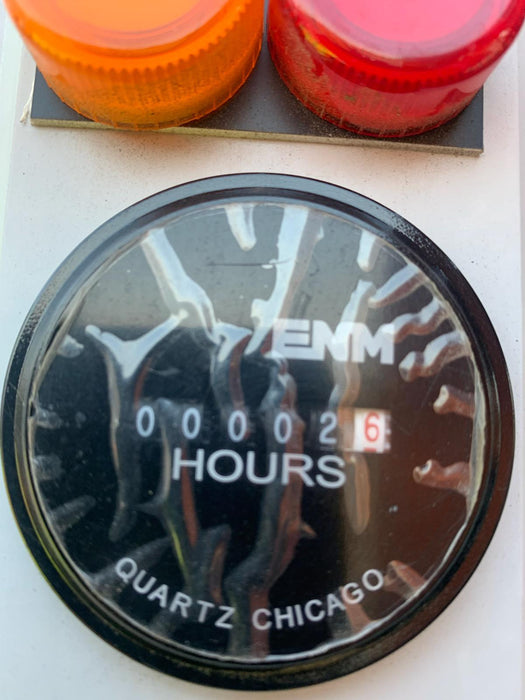 ENM
000026
HOURS
QUARTZ CHICAGO